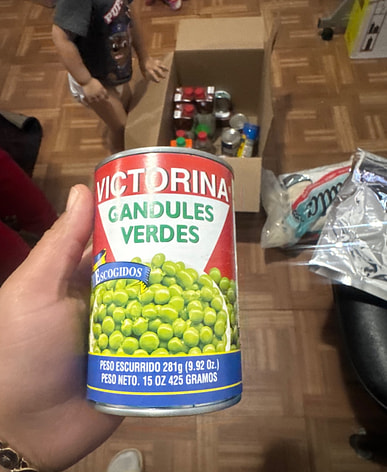 VICTORINA
GANDULES
VERDES
ESCOGIDOS
PESO ESCURRIDO 281g (9.92 Oz.)
PESO NETO. 15 OZ 425 GRAMOS